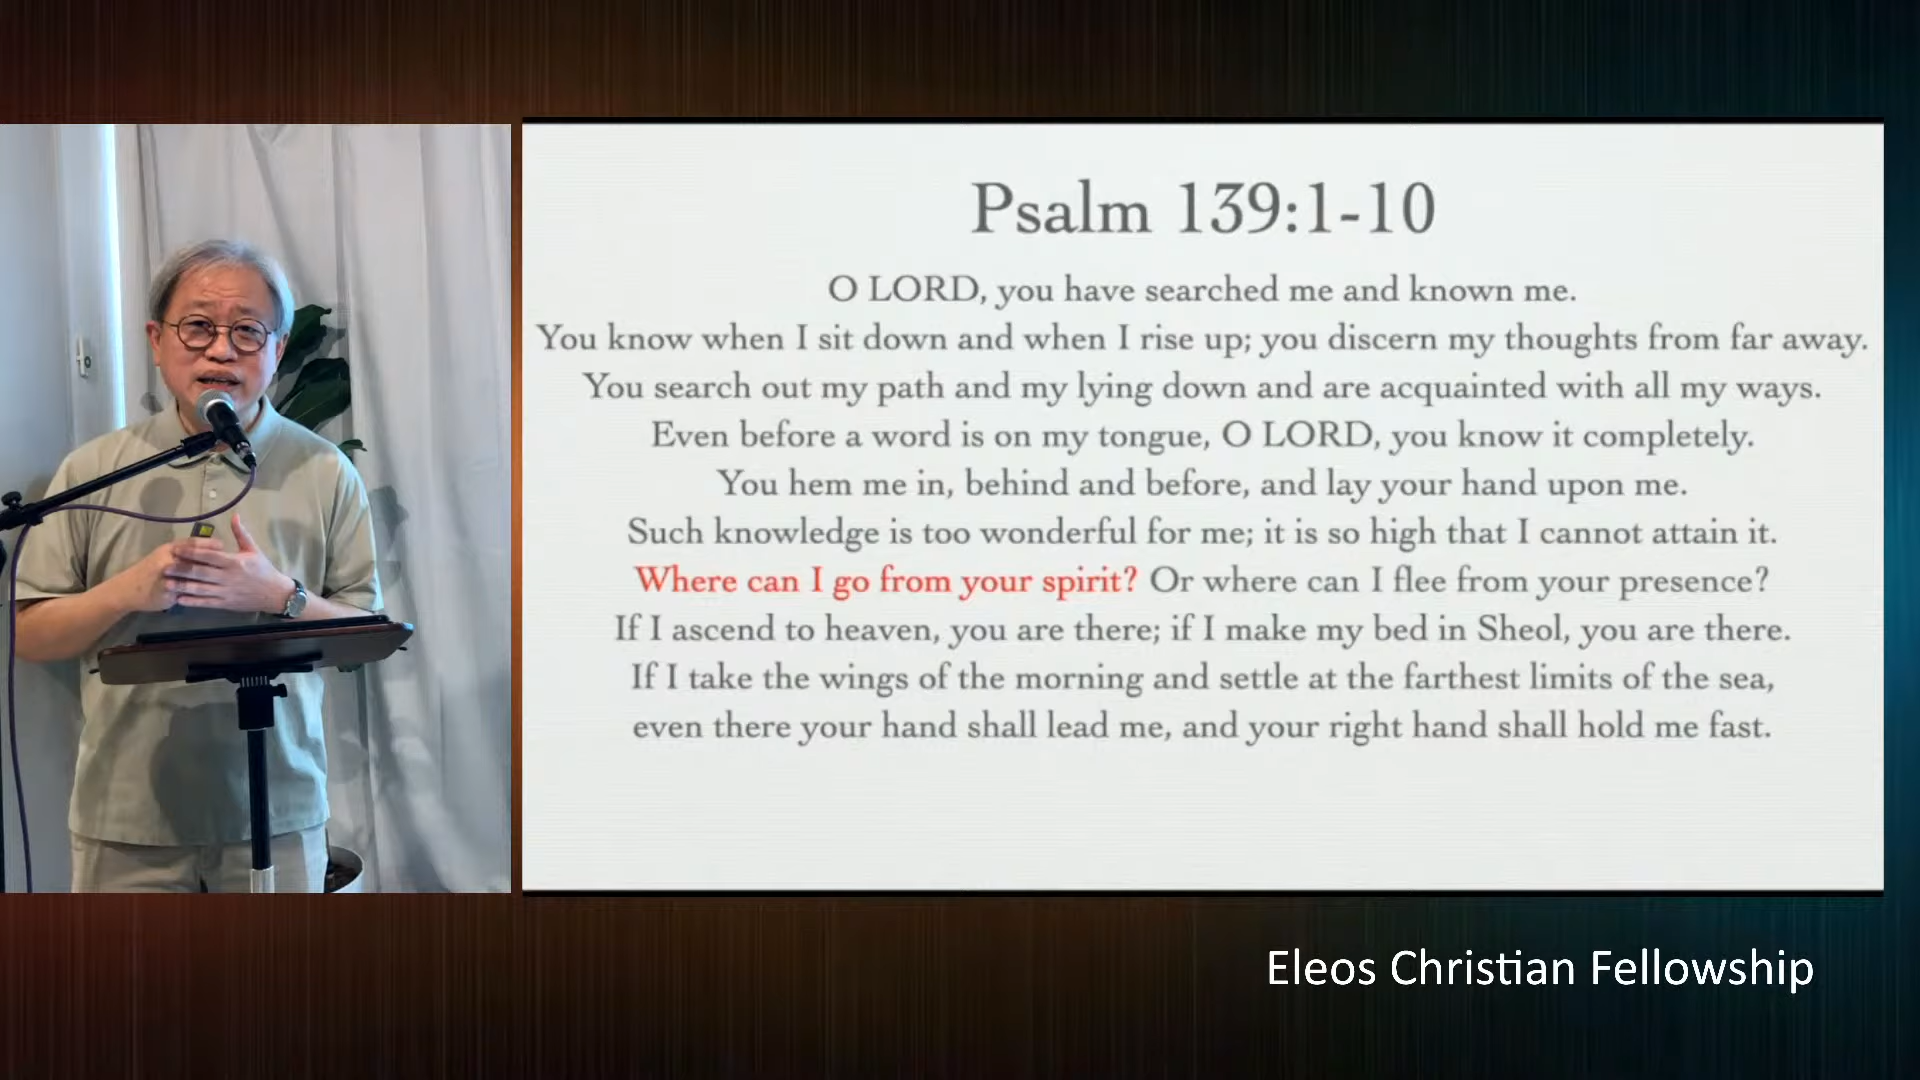 Psalm 139:1-10
O LORD, you have searched me and known me.
You know when I sit down and when I rise up; you discern my thoughts from far away.
You search out my path and my lying down and are acquainted with all my ways.
Even before a word is on my tongue, O LORD, you know it completely.
You hem me in, behind and before, and lay your hand upon me.
Such knowledge is too wonderful for me; it is so high that I cannot attain it.
Where can I go from your spirit? Or where can I flee from your presence?
If I ascend to heaven, you are there; if I make my bed in Sheol, you are there.
If I take the wings of the morning and settle at the farthest limits of the sea,
even there your hand shall lead me, and your right hand shall hold me fast.
Eleos Christian Fellowship